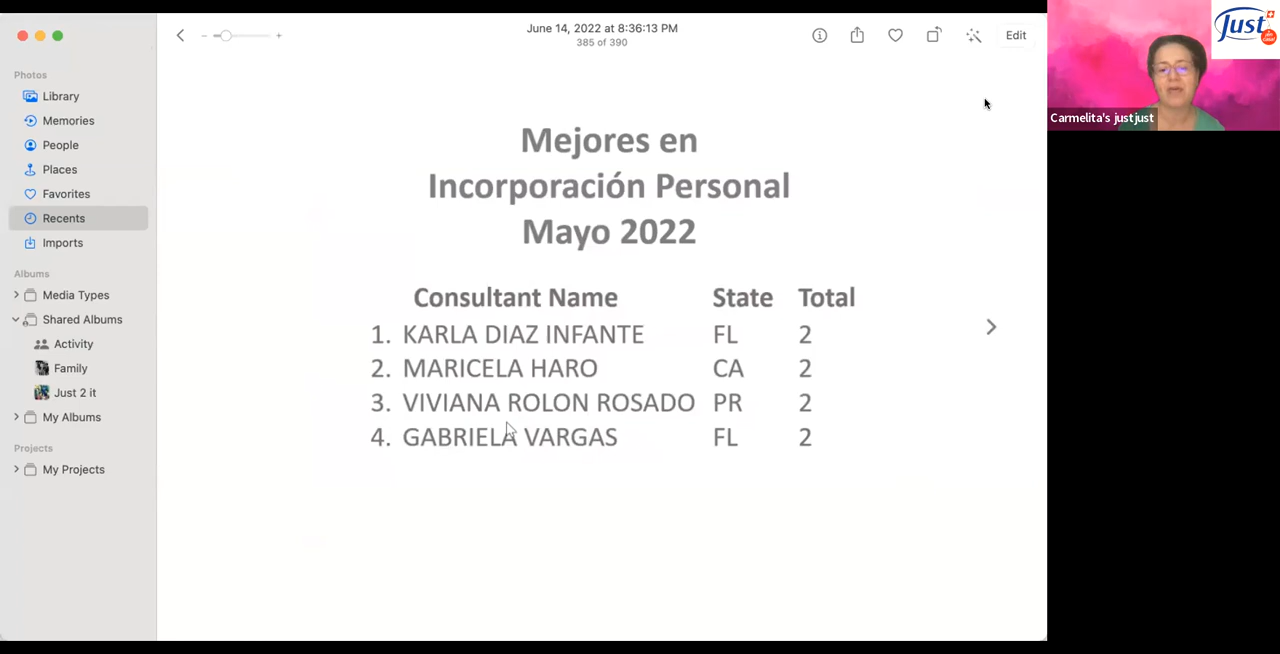 June 14, 2022 at 8:36:13 PM
385 of 390
Edit
Photos
Library
Memories
People
Places
Favorites
Recents
Imports
Albums
Media Types
Shared Albums
Activity
Family
Just 2 it
My Albums
Projects
My Projects
Mejores en
Incorporación Personal
Mayo 2022
Consultant Name State Total
1. KARLA DIAZ INFANTE FL 2
2. MARICELA HARO CA 2
3. VIVIANA ROLON ROSADO PR 2
4. GABRIELA VARGAS FL 2
Just
Carmelita's justjust